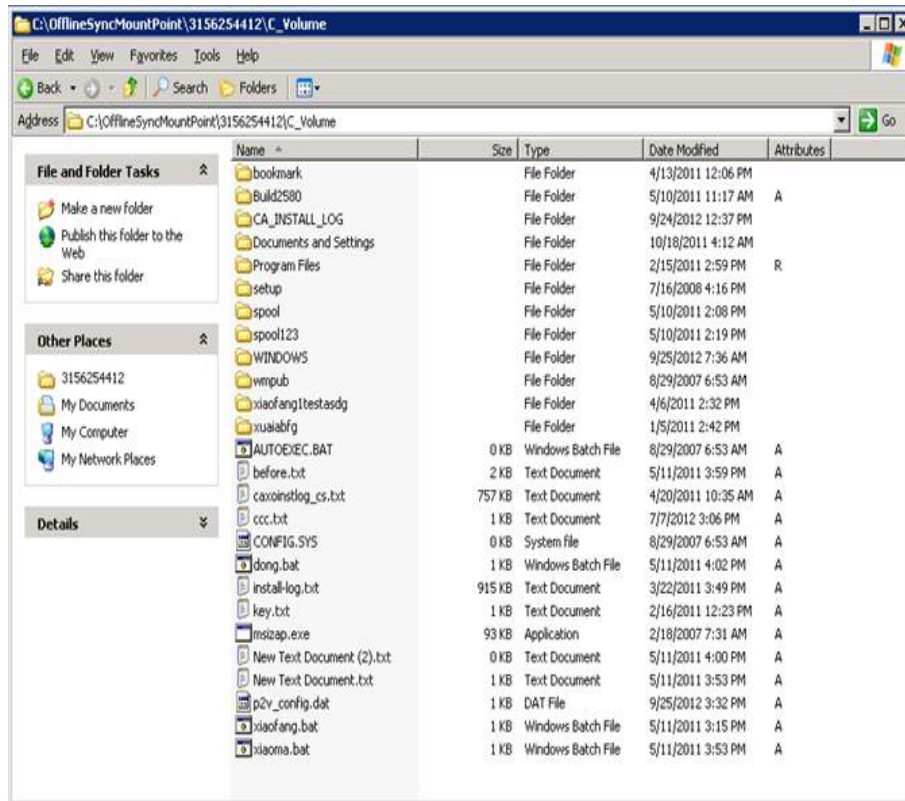 C:\OfflineSyncMountPoint\3156254412\C_Volume
File Edit View Favorites Tools Help
Back Search Folders
Address C:\OfflineSyncMountPoint\3156254412\C_Volume Go
File and Folder Tasks
Make a new folder
Publish this folder to the Web
Share this folder
Other Places
3156254412
My Documents
My Computer
My Network Places
Details
Name Size Type Date Modified Attributes
bookmark File Folder 4/13/2011 12:06 PM
Build2580 File Folder 5/10/2011 11:17 AM A
CA_INSTALL_LOG File Folder 9/24/2012 12:37 PM
Documents and Settings File Folder 10/18/2011 4:12 AM
Program Files File Folder 2/15/2011 2:59 PM R
setup File Folder 7/16/2008 4:16 PM
spool File Folder 5/10/2011 2:08 PM
spool123 File Folder 5/10/2011 2:19 PM
WINDOWS File Folder 9/25/2012 7:36 AM
wmpub File Folder 8/29/2007 6:53 AM
xiaofang1testasdg File Folder 4/6/2011 2:32 PM
xuaiabfg File Folder 1/5/2011 2:42 PM
AUTOEXEC.BAT 0 KB Windows Batch File 8/29/2007 6:53 AM A
before.txt 2 KB Text Document 5/11/2011 3:59 PM A
caxoinstlog_cs.txt 757 KB Text Document 4/20/2011 10:35 AM A
ccc.txt 1 KB Text Document 7/7/2012 3:06 PM A
CONFIG.SYS 0 KB System file 8/29/2007 6:53 AM A
dong.bat 1 KB Windows Batch File 5/11/2011 4:02 PM A
install-log.txt 915 KB Text Document 3/22/2011 3:49 PM A
key.txt 1 KB Text Document 2/16/2011 12:23 PM A
msizap.exe 93 KB Application 2/18/2007 7:31 AM A
New Text Document (2).txt 0 KB Text Document 5/11/2011 4:00 PM A
New Text Document.txt 1 KB Text Document 5/11/2011 3:53 PM A
p2v_config.dat 1 KB DAT File 9/25/2012 3:32 PM A
xiaofang.bat 1 KB Windows Batch File 5/11/2011 3:15 PM A
xiaoma.bat 1 KB Windows Batch File 5/11/2011 3:53 PM A